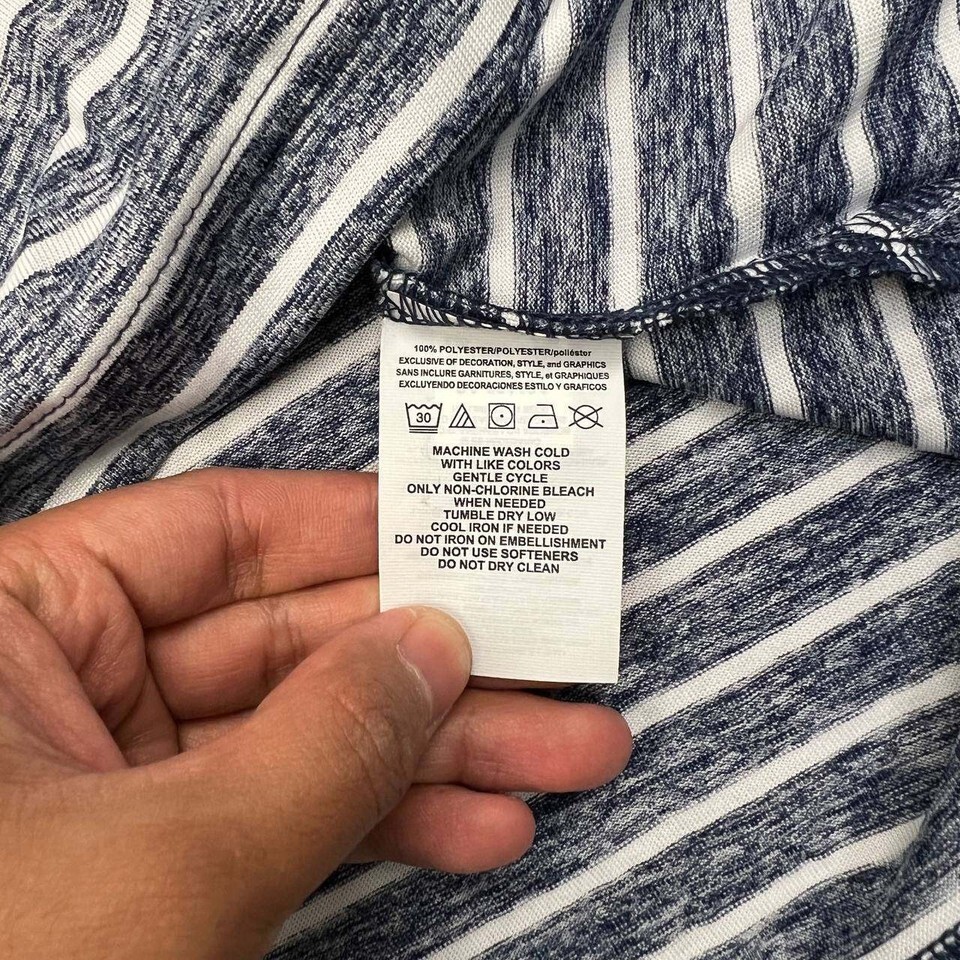 100% POLYESTER/POLYESTER/poliéster
EXCLUSIVE OF DECORATION, STYLE, and GRAPHICS
SANS INCLURE GARNITURES, STYLE, et GRAPHIQUES
EXCLUYENDO DECORACIONES ESTILO Y GRAFICOS
30
MACHINE WASH COLD
WITH LIKE COLORS
GENTLE CYCLE
ONLY NON-CHLORINE BLEACH
WHEN NEEDED
TUMBLE DRY LOW
COOL IRON IF NEEDED
DO NOT IRON ON EMBELLISHMENT
DO NOT USE SOFTENERS
DO NOT DRY CLEAN